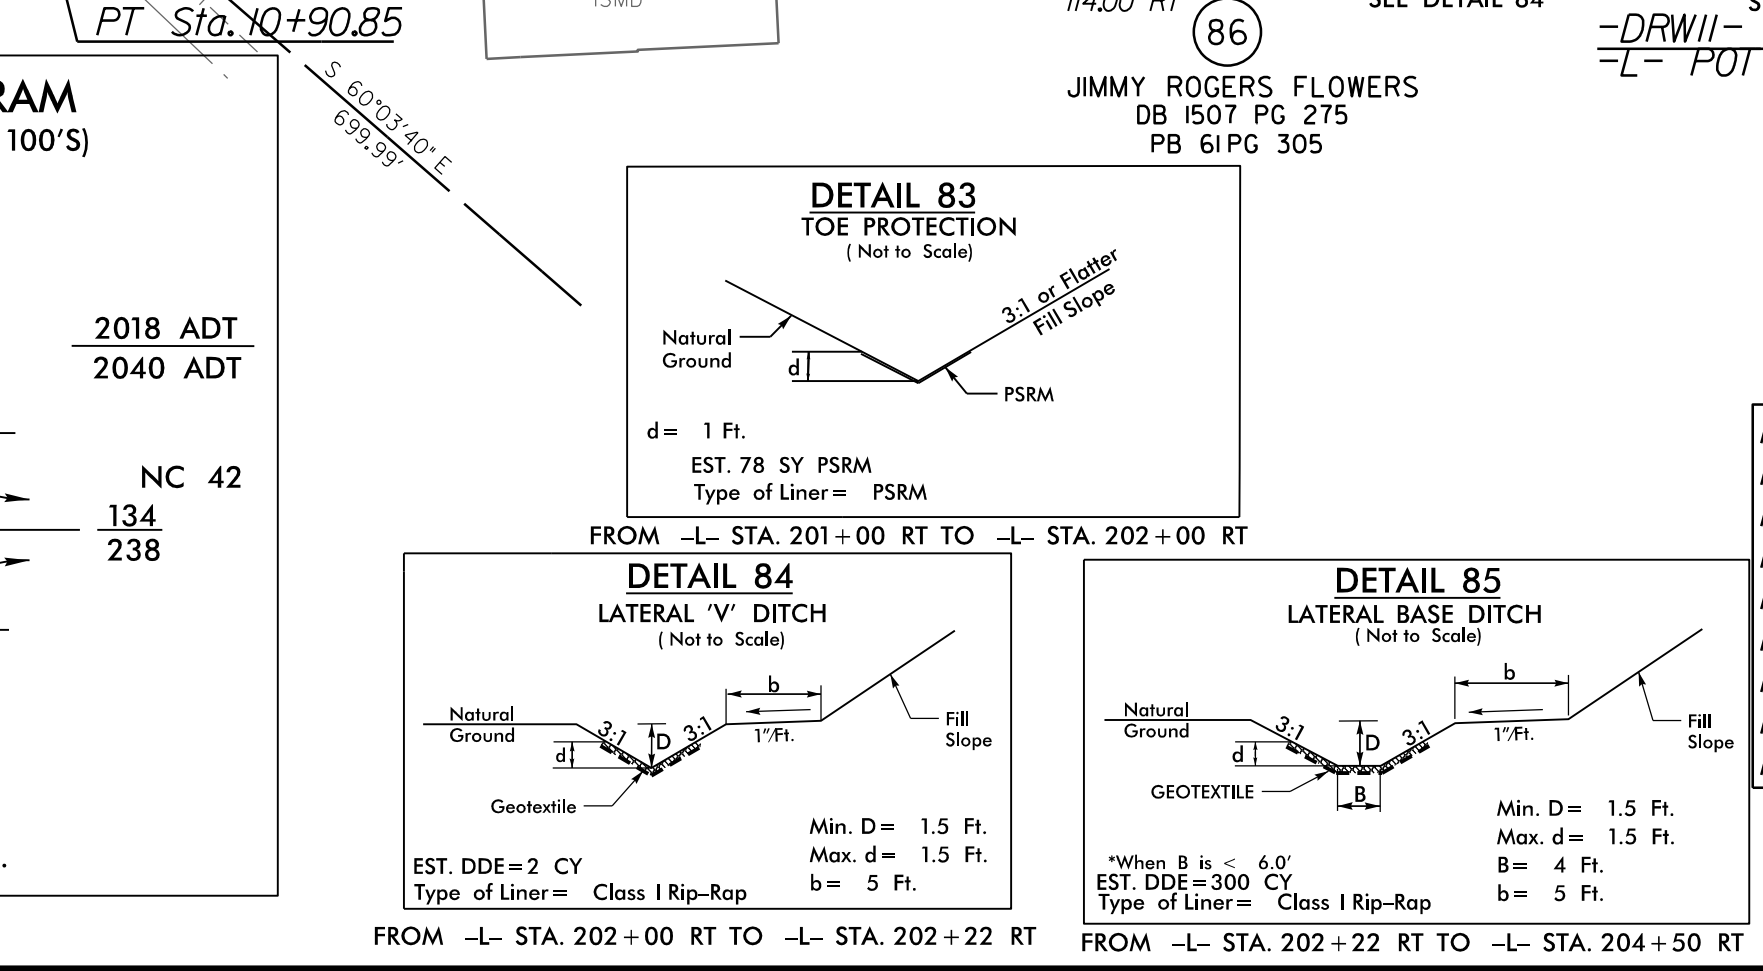 PT Sta. 10+90.85
15MD
114.00 RT
SEE DETAIL 84
S
-DRW11-
-L- POT
86
JIMMY ROGERS FLOWERS
DB 1507 PG 275
PB 61 PG 305
S 60°03'40" E
699.99'
RAM
100'S)
2018 ADT
2040 ADT
NC 42
134
238
DETAIL 83
TOE PROTECTION
( Not to Scale)
3:1 or Flatter
Fill Slope
Natural
Ground
d
PSRM
d= 1 Ft.
EST. 78 SY PSRM
Type of Liner= PSRM
FROM -L- STA. 201+00 RT TO -L- STA. 202+00 RT
DETAIL 84
LATERAL 'V' DITCH
( Not to Scale)
b
Natural
Ground
3:1
D
3:1
1"/Ft.
Fill
Slope
d
Geotextile
Min. D= 1.5 Ft.
Max. d= 1.5 Ft.
b= 5 Ft.
EST. DDE=2 CY
Type of Liner= Class I Rip-Rap
FROM -L- STA. 202+00 RT TO -L- STA. 202+22 RT
DETAIL 85
LATERAL BASE DITCH
( Not to Scale)
b
Natural
Ground
3:1
D
3:1
1"/Ft.
Fill
Slope
d
GEOTEXTILE
B
Min. D= 1.5 Ft.
Max. d= 1.5 Ft.
B= 4 Ft.
b= 5 Ft.
*When B is < 6.0'
EST. DDE=300 CY
Type of Liner= Class I Rip-Rap
FROM -L- STA. 202+22 RT TO -L- STA. 204+50 RT